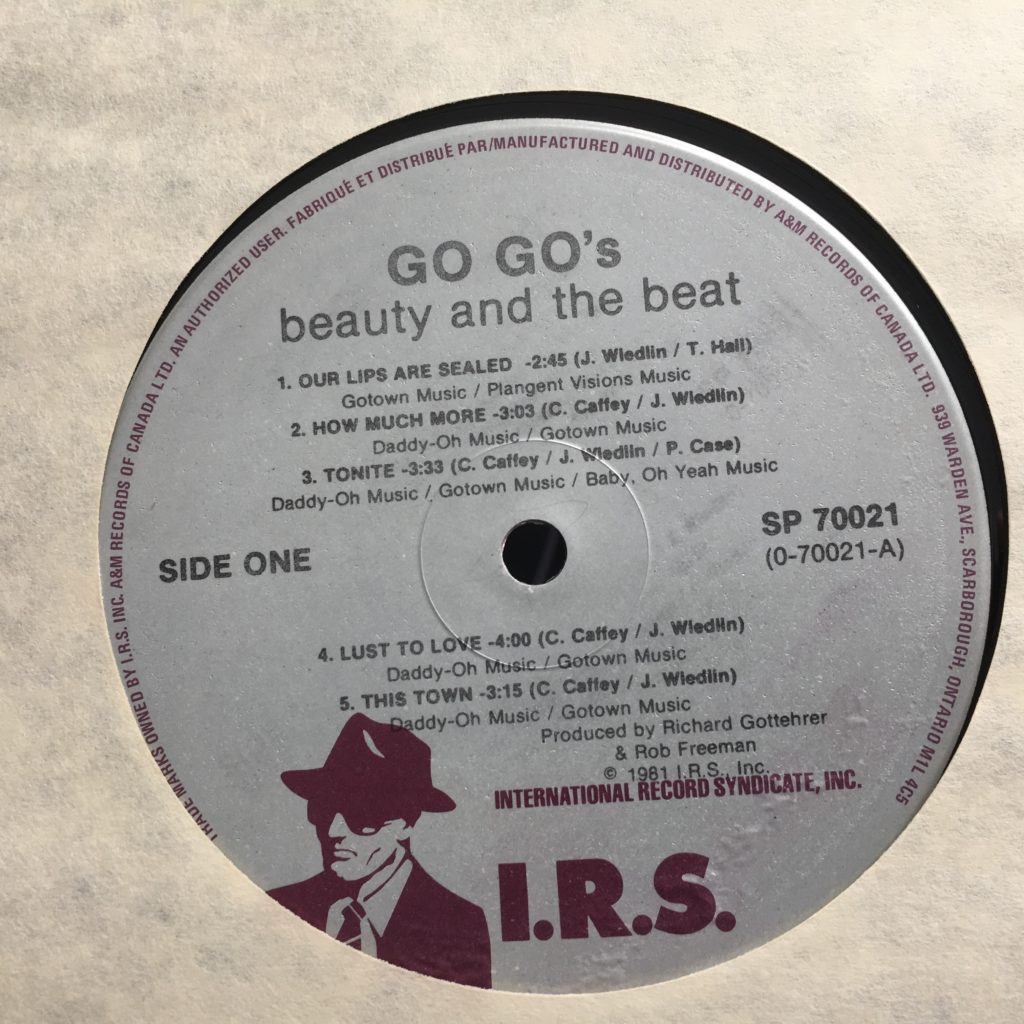 TRADE MARKS OWNED BY I.R.S. INC. A&M RECORDS OF CANADA LTD. AN AUTHORIZED USER. FABRIQUÉ ET DISTRIBUÉ PAR/MANUFACTURED AND DISTRIBUTED BY A&M RECORDS OF CANADA LTD. 939 WARDEN AVE., SCARBOROUGH, ONTARIO M1L 4C5
GO GO's
beauty and the beat
1. OUR LIPS ARE SEALED -2:45 (J. Wiedlin / T. Hall)
Gotown Music / Plangent Visions Music
2. HOW MUCH MORE -3:03 (C. Caffey / J. Wiedlin)
Daddy-Oh Music / Gotown Music
3. TONITE -3:33 (C. Caffey / J. Wiedlin / P. Case)
Daddy-Oh Music / Gotown Music / Baby, Oh Yeah Music
SIDE ONE
SP 70021
(0-70021-A)
4. LUST TO LOVE -4:00 (C. Caffey / J. Wiedlin)
Daddy-Oh Music / Gotown Music
5. THIS TOWN -3:15 (C. Caffey / J. Wiedlin)
Daddy-Oh Music / Gotown Music
Produced by Richard Gottehrer
& Rob Freeman
© 1981 I.R.S., Inc.
INTERNATIONAL RECORD SYNDICATE, INC.
I.R.S.